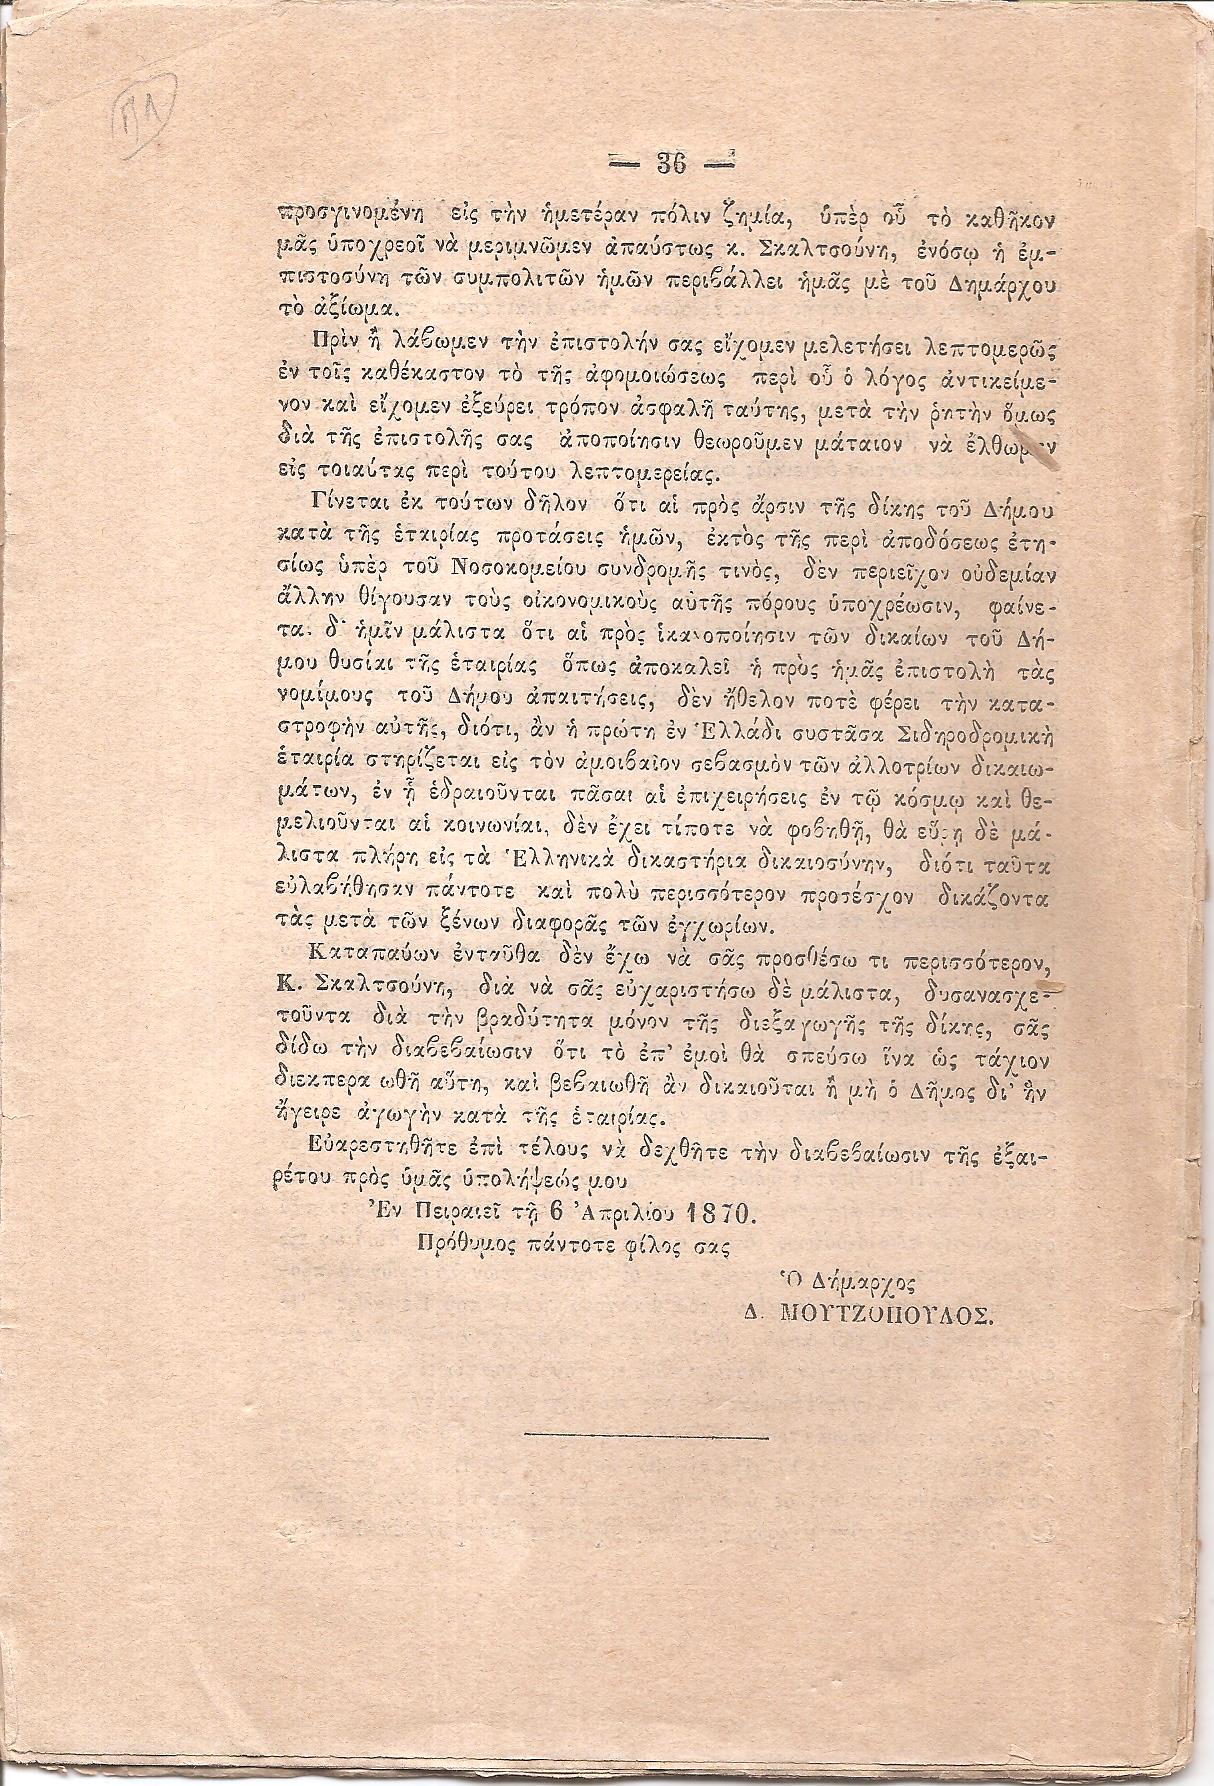 ΠΛ
— 36 —
προσγινομένη εἰς τὴν ἡμετέραν πόλιν ζημία, ὑπὲρ οὗ τὸ καθῆκον
μᾶς ὑποχρεοῖ νὰ μεριμνῶμεν ἀπαύστως κ. Σκαλτσούνη, ἐνόσῳ ἡ ἐμ-
πιστοσύνη τῶν συμπολιτῶν ἡμῶν περιβάλλει ἡμᾶς μὲ τοῦ Δημάρχου
τὸ ἀξίωμα.
Πρὶν ἢ λάβωμεν τὴν ἐπιστολήν σας εἴχομεν μελετήσει λεπτομερῶς
ἐν τοῖς καθέκαστον τὸ τῆς ἀφομοιώσεως περὶ οὗ ὁ λόγος ἀντικείμε-
νον καὶ εἴχομεν ἐξεύρει τρόπον ἀσφαλῆ ταύτης, μετὰ τὴν ῥητὴν ὅμως
διὰ τῆς ἐπιστολῆς σας ἀποποίησιν θεωροῦμεν μάταιον νὰ ἔλθωμεν
εἰς τοιαύτας περὶ τούτου λεπτομερείας.
Γίνεται ἐκ τούτων δῆλον ὅτι αἱ πρὸς ἄρσιν τῆς δίκης τοῦ Δήμου
κατὰ τῆς ἑταιρίας προτάσεις ἡμῶν, ἐκτὸς τῆς περὶ ἀποδόσεως ἐτη-
σίως ὑπὲρ τοῦ Νοσοκομείου συνδρομῆς τινὸς, δὲν περιεῖχον οὐδεμίαν
ἄλλην θίγουσαν τοὺς οἰκονομικοὺς αὐτῆς πόρους ὑποχρέωσιν, φαίνε-
ται δ' ἡμῖν μάλιστα ὅτι αἱ πρὸς ἱκανοποίησιν τῶν δικαίων τοῦ Δή-
μου θυσίαι τῆς ἑταιρίας ὅπως ἀποκαλεῖ ἡ πρὸς ἡμᾶς ἐπιστολὴ τὰς
νομίμους τοῦ Δήμου ἀπαιτήσεις, δὲν ἤθελον ποτὲ φέρει τὴν κατα-
στροφὴν αὐτῆς, διότι, ἂν ἡ πρώτη ἐν Ἑλλάδι συστᾶσα Σιδηροδρομικὴ
ἑταιρία στηρίζεται εἰς τὸν ἀμοιβαῖον σεβασμὸν τῶν ἀλλοτρίων δικαιω-
μάτων, ἐν ᾗ ἑδραιοῦνται πᾶσαι αἱ ἐπιχειρήσεις ἐν τῷ κόσμῳ καὶ θε-
μελιοῦνται αἱ κοινωνίαι, δὲν ἔχει τίποτε νὰ φοβηθῇ, θὰ εὕρῃ δὲ μά-
λιστα πλήρη εἰς τὰ Ἑλληνικὰ δικαστήρια δικαιοσύνην, διότι ταῦτα
εὐλαβήθησαν πάντοτε καὶ πολὺ περισσότερον προσέσχον δικάζοντα
τὰς μετὰ τῶν ξένων διαφορᾶς τῶν ἐγχωρίων.
Καταπαύων ἐνταῦθα δὲν ἔχω νὰ σᾶς προσθέσω τι περισσότερον,
Κ. Σκαλτσούνη, διὰ νὰ σᾶς εὐχαριστήσω δὲ μάλιστα, δυσανασχε-
τοῦντα διὰ τὴν βραδύτητα μόνον τῆς διεξαγωγῆς τῆς δίκης, σᾶς
δίδω τὴν διαβεβαίωσιν ὅτι τὸ ἐπ' ἐμοὶ θὰ σπεύσω ἵνα ὡς τάχιον
διεκπεραιωθῆ αὕτη, καὶ βεβαιωθῆ ἂν δικαιοῦται ἢ μὴ ὁ Δῆμος δι' ἣν
ἤγειρε ἀγωγὴν κατὰ τῆς ἑταιρίας.
Εὐαρεστηθῆτε ἐπὶ τέλους νὰ δεχθῆτε τὴν διαβεβαίωσιν τῆς ἐξαι-
ρέτου πρὸς ὑμᾶς ὑπολήψεώς μου
Ἐν Πειραιεῖ τῇ 6 Ἀπριλίου 1870.
Πρόθυμος πάντοτε φίλος σας
Ὁ Δήμαρχος
Δ. ΜΟΥΤΖΟΠΟΥΛΟΣ.